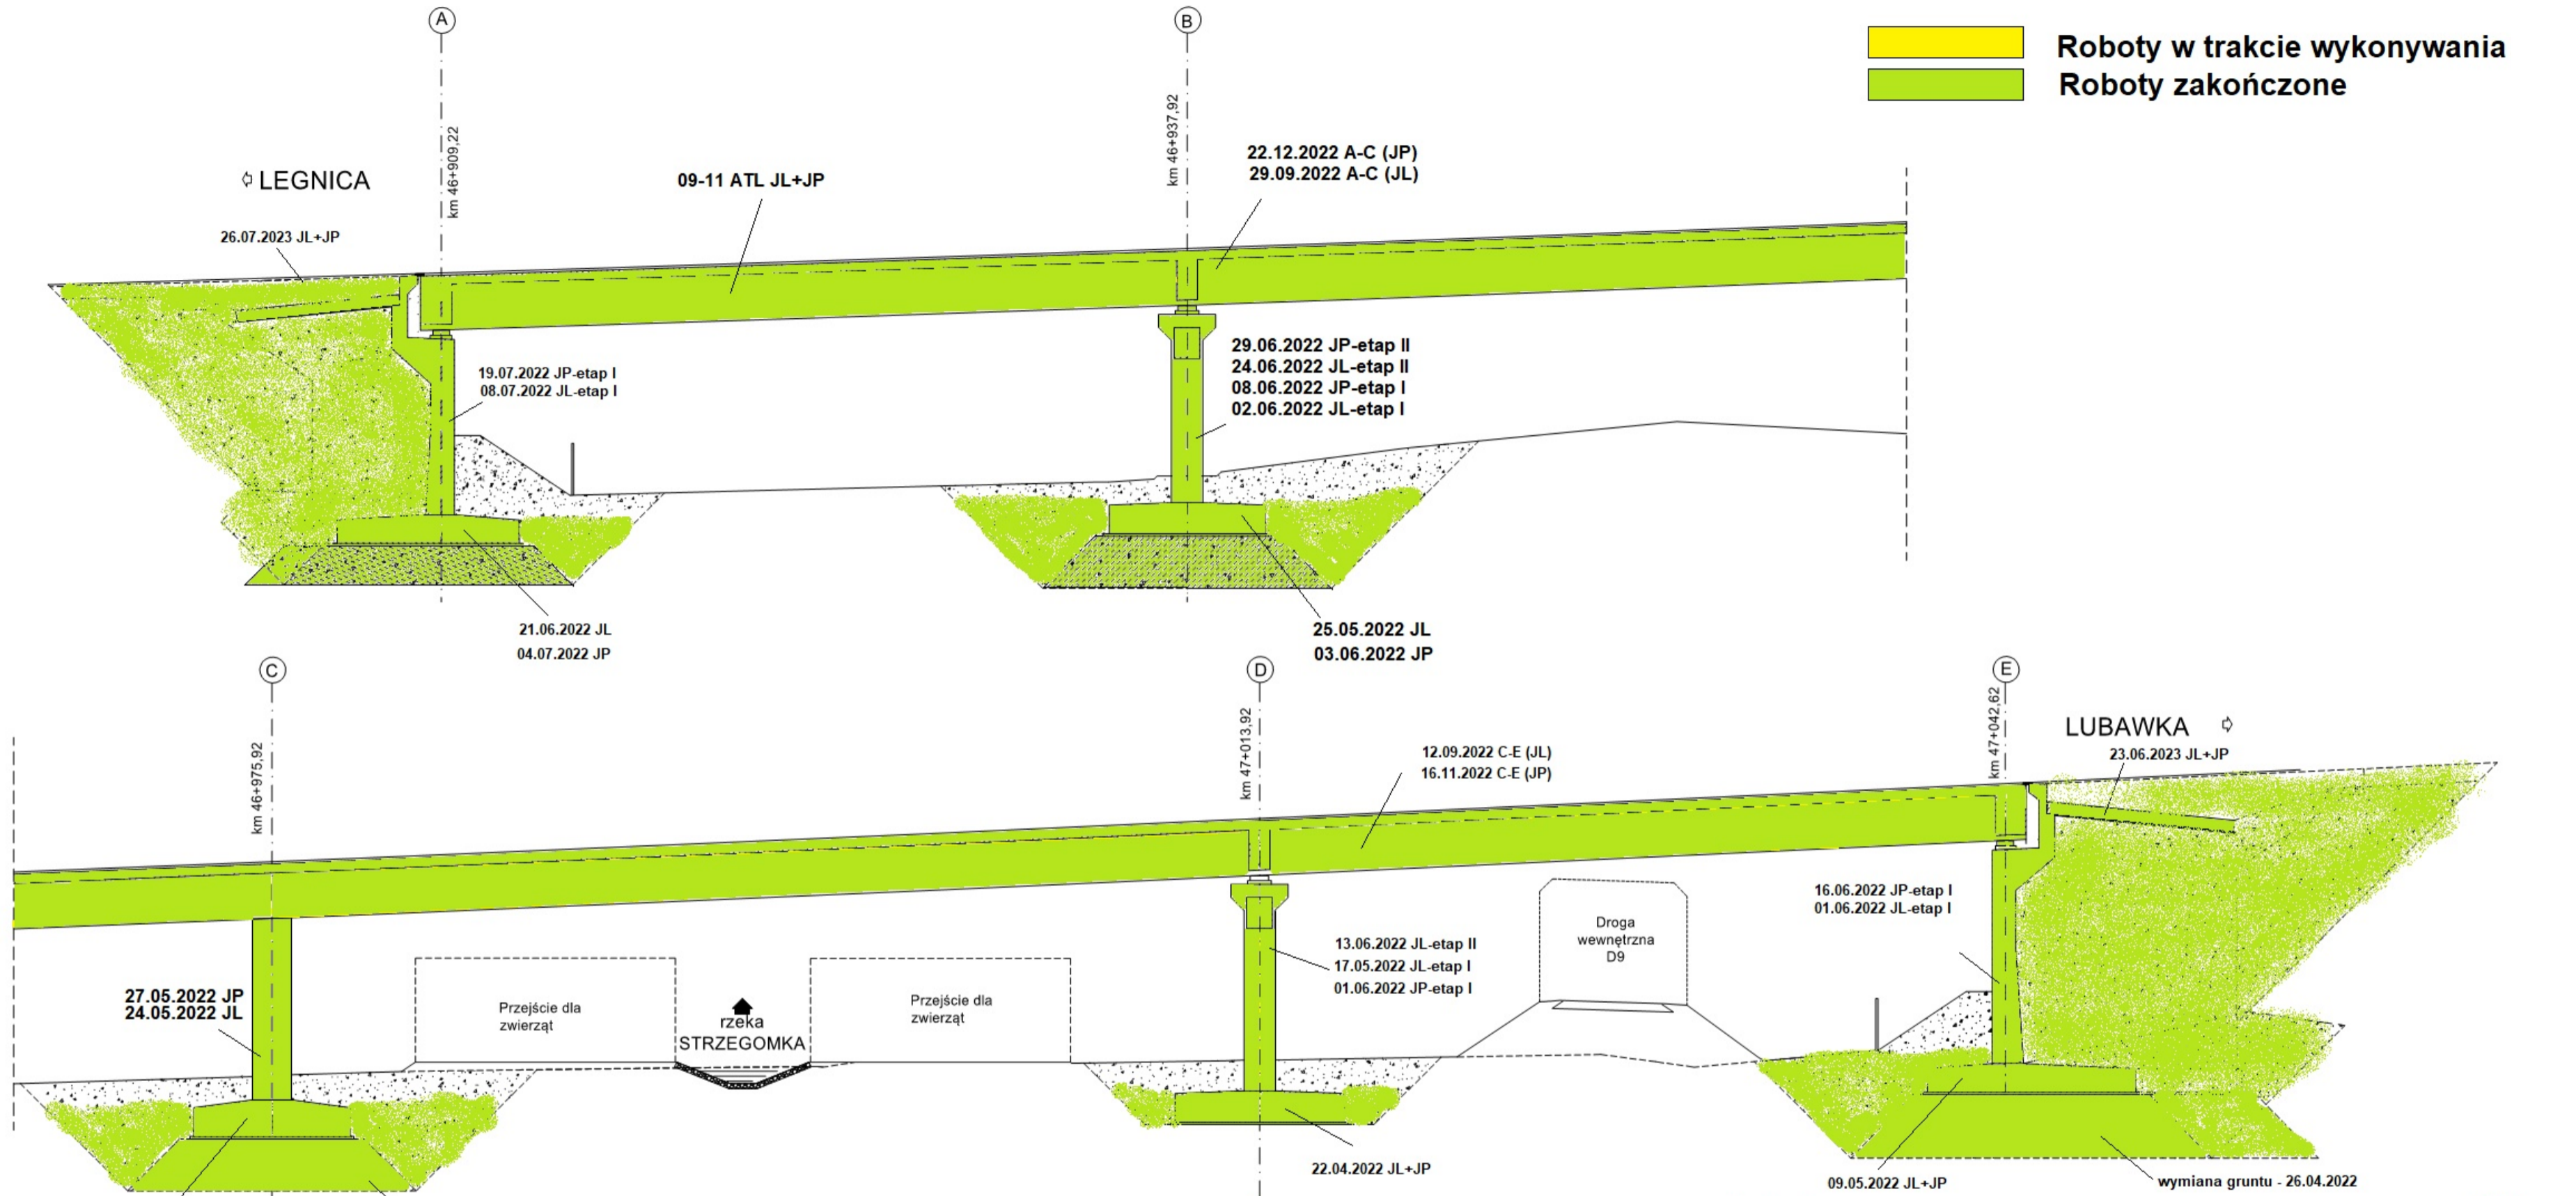 A
B
Roboty w trakcie wykonywania
Roboty zakończone
km 46+909,22
km 46+937,92
22.12.2022 A-C (JP)
29.09.2022 A-C (JL)
LEGNICA
09-11 ATL JL+JP
26.07.2023 JL+JP
29.06.2022 JP-etap II
24.06.2022 JL-etap II
08.06.2022 JP-etap I
02.06.2022 JL-etap I
19.07.2022 JP-etap I
08.07.2022 JL-etap I
21.06.2022 JL
04.07.2022 JP
25.05.2022 JL
03.06.2022 JP
C
D
E
km 46+975,92
km 47+013,92
km 47+042,62
LUBAWKA
23.06.2023 JL+JP
12.09.2022 C-E (JL)
16.11.2022 C-E (JP)
16.06.2022 JP-etap I
01.06.2022 JL-etap I
Droga
wewnętrzna
D9
13.06.2022 JL-etap II
17.05.2022 JL-etap I
01.06.2022 JP-etap I
27.05.2022 JP
24.05.2022 JL
Przejście dla
zwierząt
rzeka
STRZEGOMKA
Przejście dla
zwierząt
22.04.2022 JL+JP
09.05.2022 JL+JP
wymiana gruntu - 26.04.2022